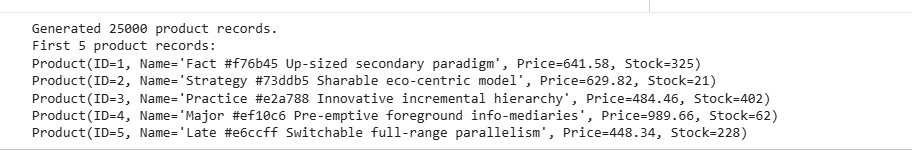 Generated 25000 product records.
First 5 product records:
Product(ID=1, Name='Fact #f76b45 Up-sized secondary paradigm', Price=641.58, Stock=325)
Product(ID=2, Name='Strategy #73ddb5 Sharable eco-centric model', Price=629.82, Stock=21)
Product(ID=3, Name='Practice #e2a788 Innovative incremental hierarchy', Price=484.46, Stock=402)
Product(ID=4, Name='Major #ef10c6 Pre-emptive foreground info-mediaries', Price=989.66, Stock=62)
Product(ID=5, Name='Late #e6ccff Switchable full-range parallelism', Price=448.34, Stock=228)